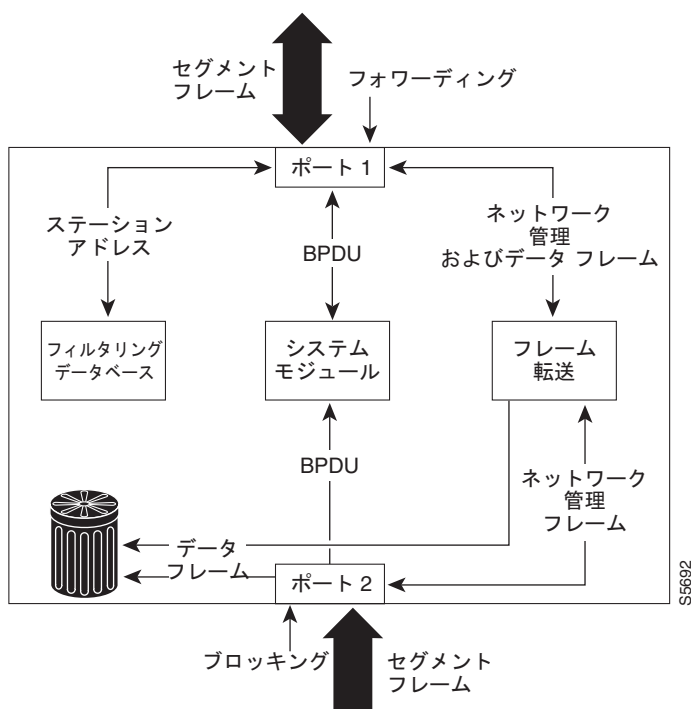 セグメント
フレーム
フォワーディング
ポート 1
ステーション
アドレス
BPDU
ネットワーク
管理
およびデータ フレーム
フィルタリング
データベース
システム
モジュール
フレーム
転送
BPDU
ネットワーク
管理
フレーム
データ
フレーム
ポート 2
ブロッキング
セグメント
フレーム
S5692